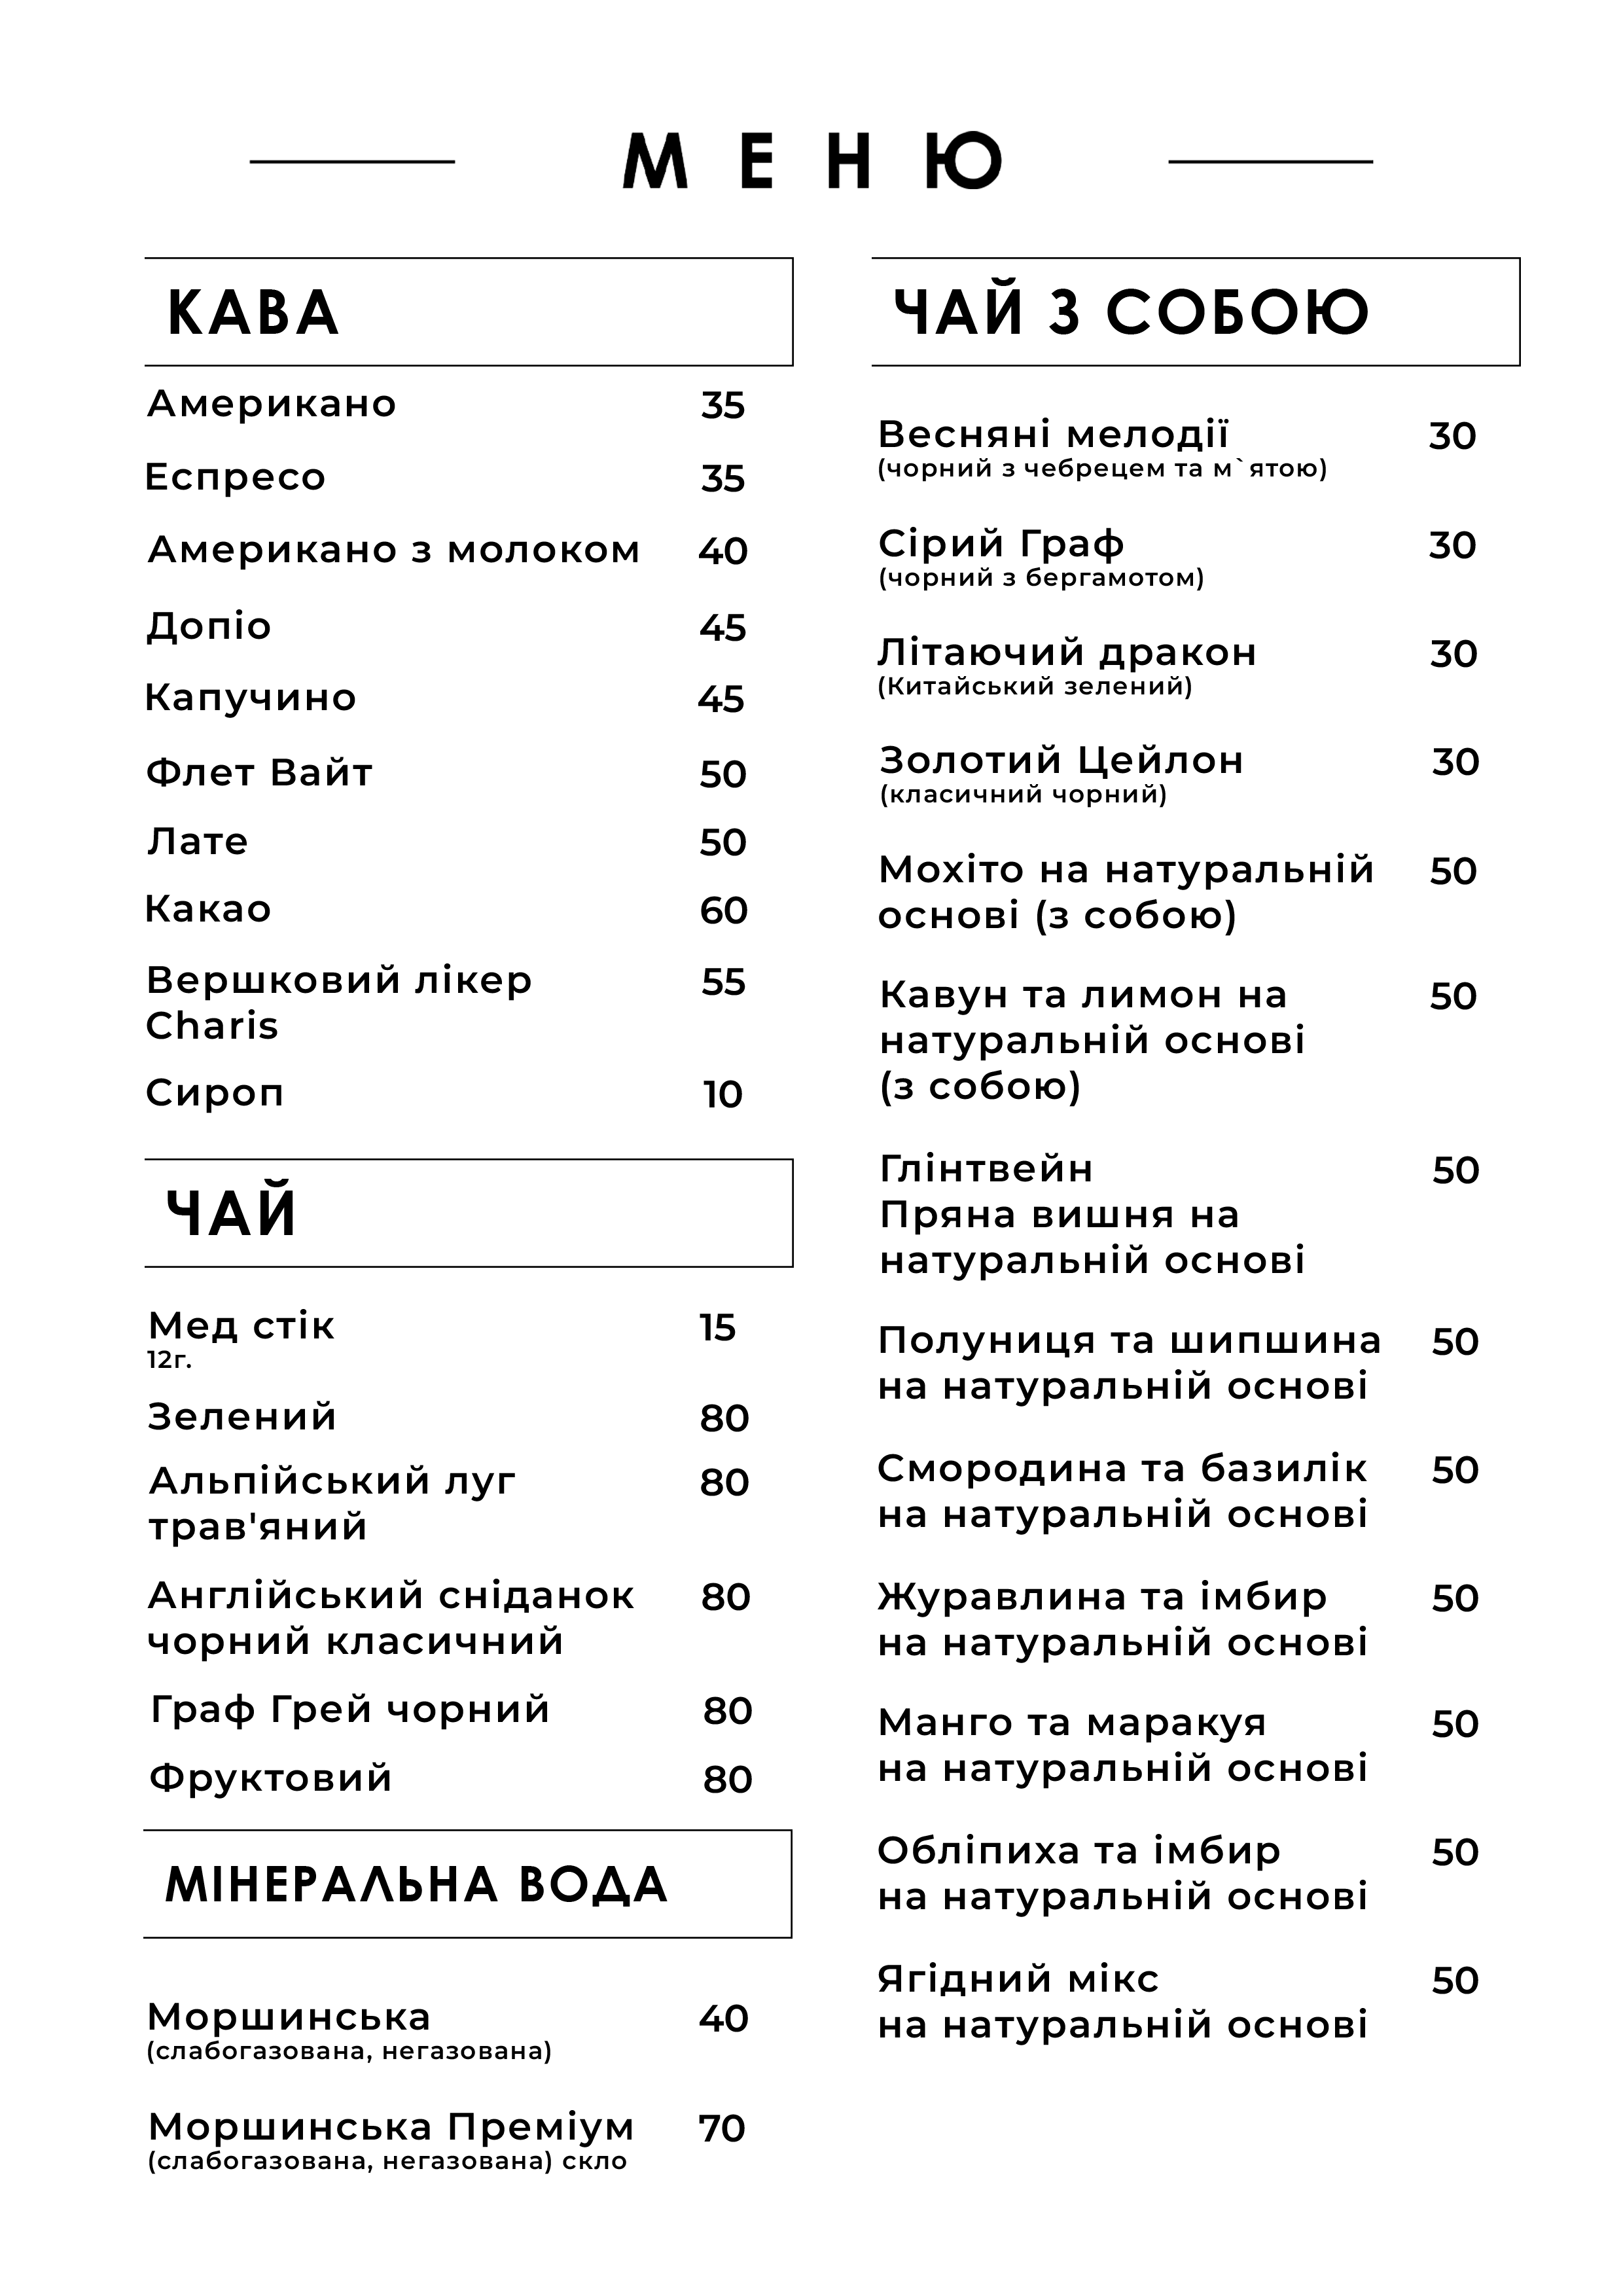 МЕНЮ
КАВА
Американо 35
Еспресо 35
Американо з молоком 40
Допіо 45
Капучино 45
Флет Вайт 50
Лате 50
Какао 60
Вершковий лікер 55
Charis
Сироп 10
ЧАЙ
Мед стік 15
12г.
Зелений 80
Альпійський луг 80
трав'яний
Англійський сніданок 80
чорний класичний
Граф Грей чорний 80
Фруктовий 80
МІНЕРАЛЬНА ВОДА
Моршинська 40
(слабогазована, негазована)
Моршинська Преміум 70
(слабогазована, негазована) скло
ЧАЙ З СОБОЮ
Весняні мелодії 30
(чорний з чебрецем та м`ятою)
Сірий Граф 30
(чорний з бергамотом)
Літаючий дракон 30
(Китайський зелений)
Золотий Цейлон 30
(класичний чорний)
Мохіто на натуральній 50
основі (з собою)
Кавун та лимон на 50
натуральній основі
(з собою)
Глінтвейн 50
Пряна вишня на
натуральній основі
Полуниця та шипшина 50
на натуральній основі
Смородина та базилік 50
на натуральній основі
Журавлина та імбир 50
на натуральній основі
Манго та маракуя 50
на натуральній основі
Обліпиха та імбир 50
на натуральній основі
Ягідний мікс 50
на натуральній основі